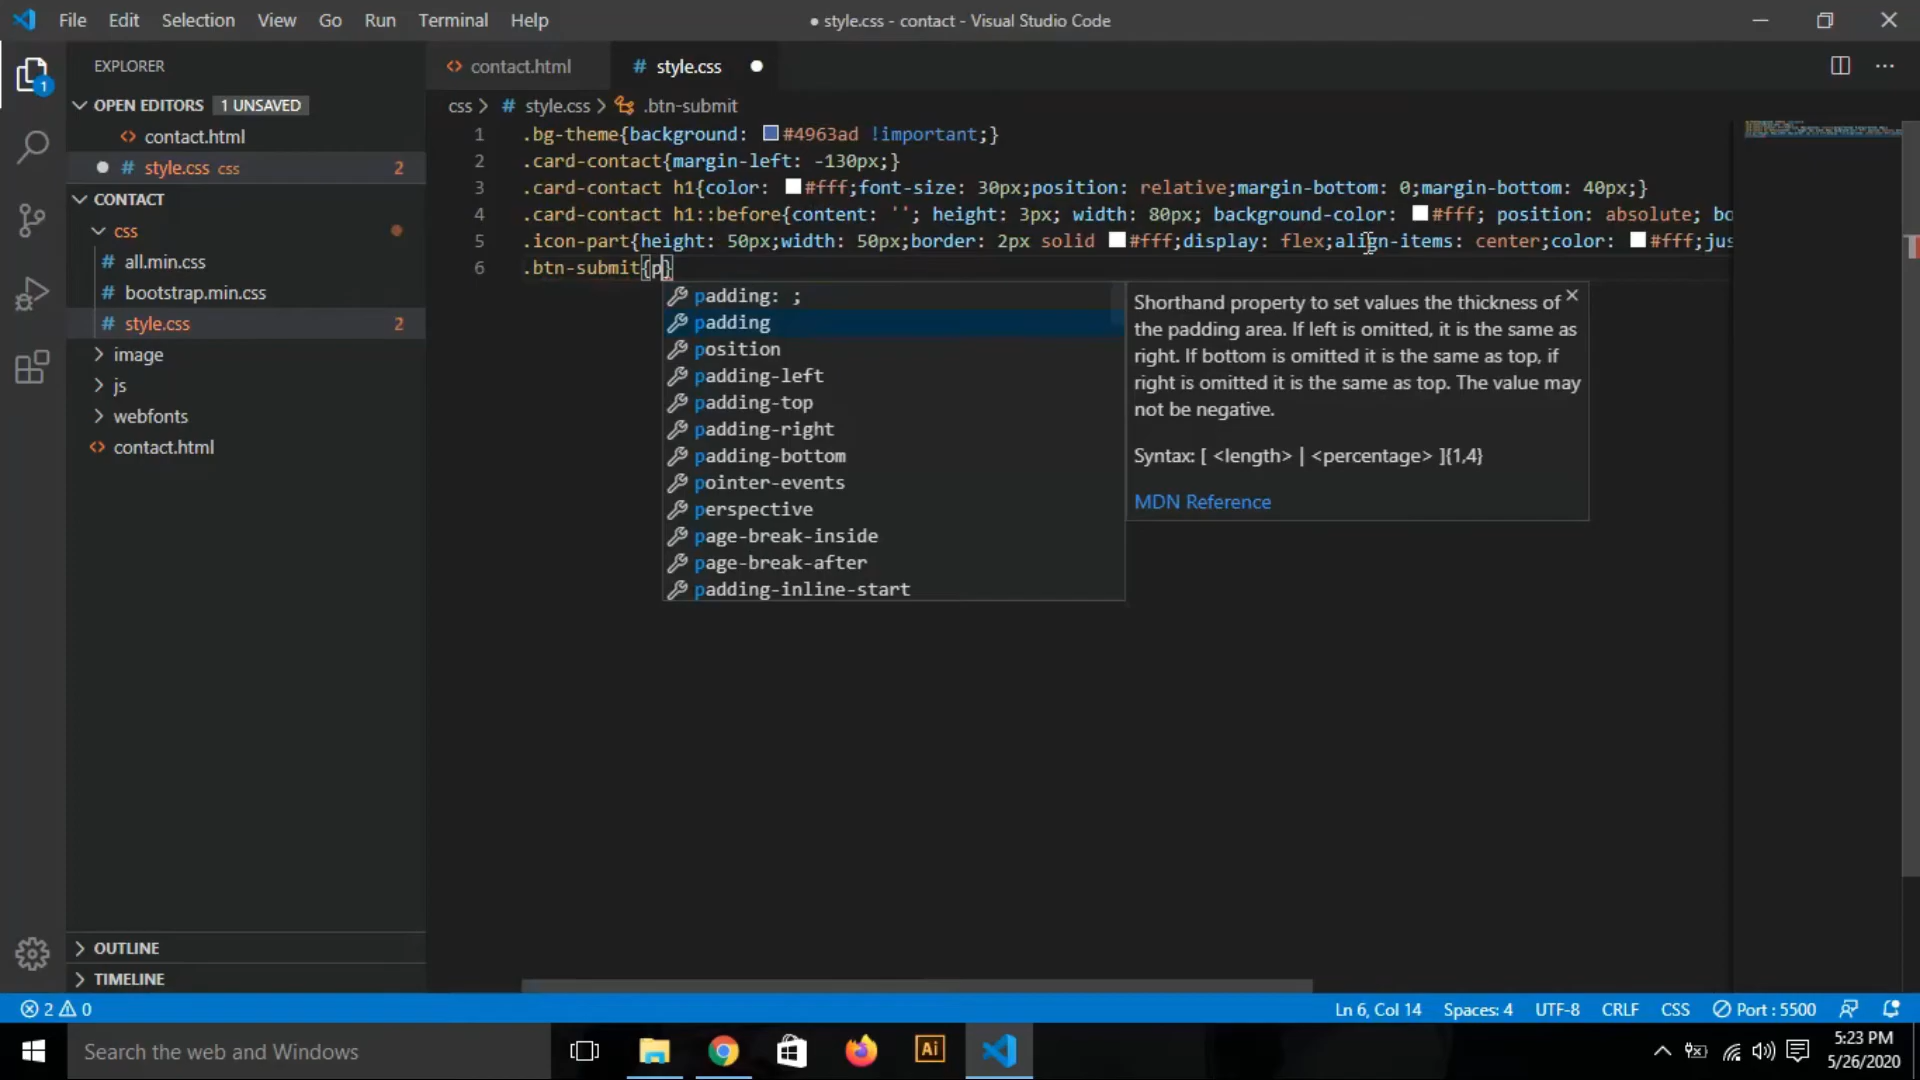 File Edit Selection View Go Run Terminal Help
● style.css - contact - Visual Studio Code
EXPLORER
<> contact.html
# style.css ●
OPEN EDITORS 1 UNSAVED
<> contact.html
● # style.css css 2
CONTACT
css
# all.min.css
# bootstrap.min.css
# style.css 2
image
js
webfonts
<> contact.html
OUTLINE
TIMELINE
1
css > # style.css > .btn-submit
1 .bg-theme{background: #4963ad !important;}
2 .card-contact{margin-left: -130px;}
3 .card-contact h1{color: #fff;font-size: 30px;position: relative;margin-bottom: 0;margin-bottom: 40px;}
4 .card-contact h1::before{content: ''; height: 3px; width: 80px; background-color: #fff; position: absolute; bo
5 .icon-part{height: 50px;width: 50px;border: 2px solid #fff;display: flex;align-items: center;color: #fff;jus
6 .btn-submit{p}
padding: ;
padding
position
padding-left
padding-top
padding-right
padding-bottom
pointer-events
perspective
page-break-inside
page-break-after
padding-inline-start
Shorthand property to set values the thickness of
the padding area. If left is omitted, it is the same as
right. If bottom is omitted it is the same as top, if
right is omitted it is the same as top. The value may
not be negative.
Syntax: [ <length> | <percentage> ]{1,4}
MDN Reference
2 0
Ln 6, Col 14 Spaces: 4 UTF-8 CRLF CSS Port : 5500
Search the web and Windows
Ai
5:23 PM
5/26/2020